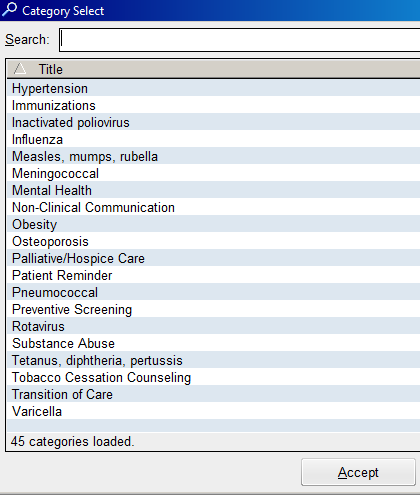 Category Select
Search:
Title
Hypertension
Immunizations
Inactivated poliovirus
Influenza
Measles, mumps, rubella
Meningococcal
Mental Health
Non-Clinical Communication
Obesity
Osteoporosis
Palliative/Hospice Care
Patient Reminder
Pneumococcal
Preventive Screening
Rotavirus
Substance Abuse
Tetanus, diphtheria, pertussis
Tobacco Cessation Counseling
Transition of Care
Varicella
45 categories loaded.
Accept